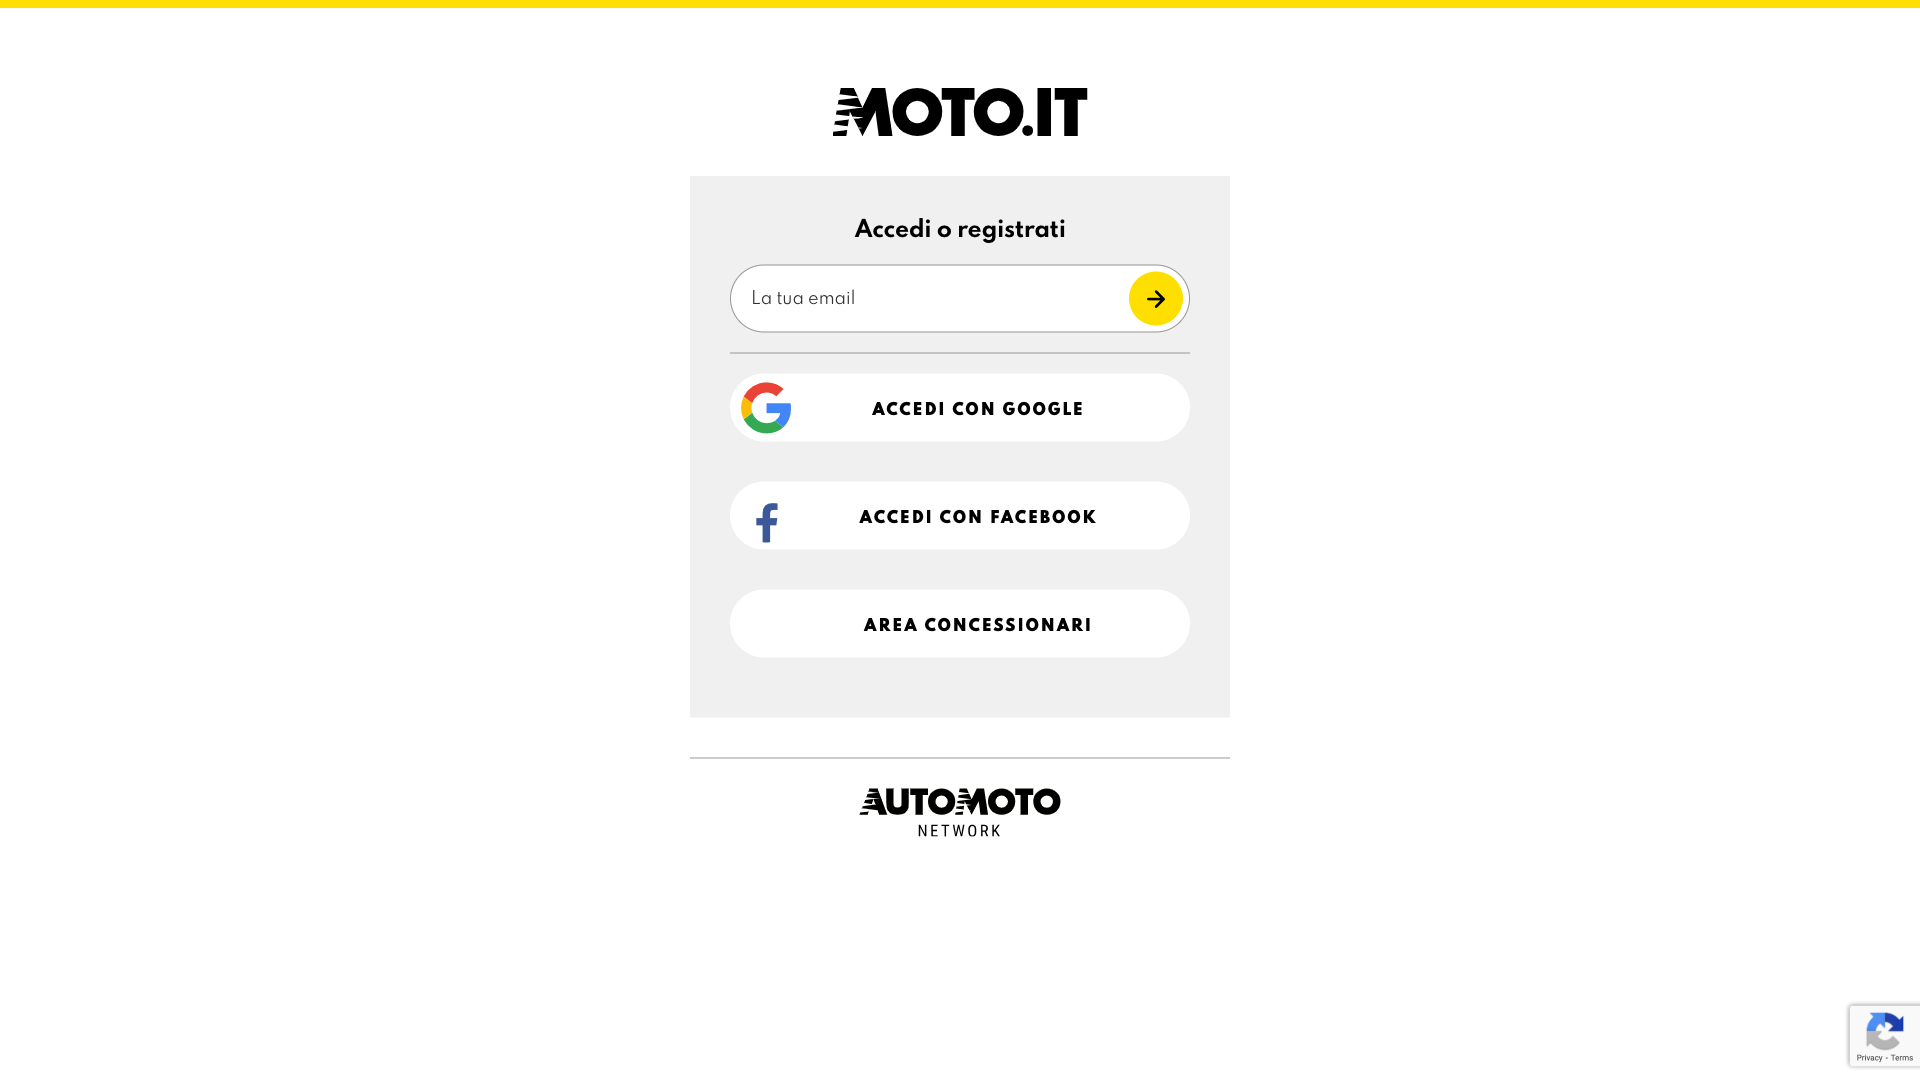 MOTO.IT
Accedi o registrati
La tua email
ACCEDI CON GOOGLE
ACCEDI CON FACEBOOK
AREA CONCESSIONARI
AUTOMOTO
NETWORK
Privacy - Terms